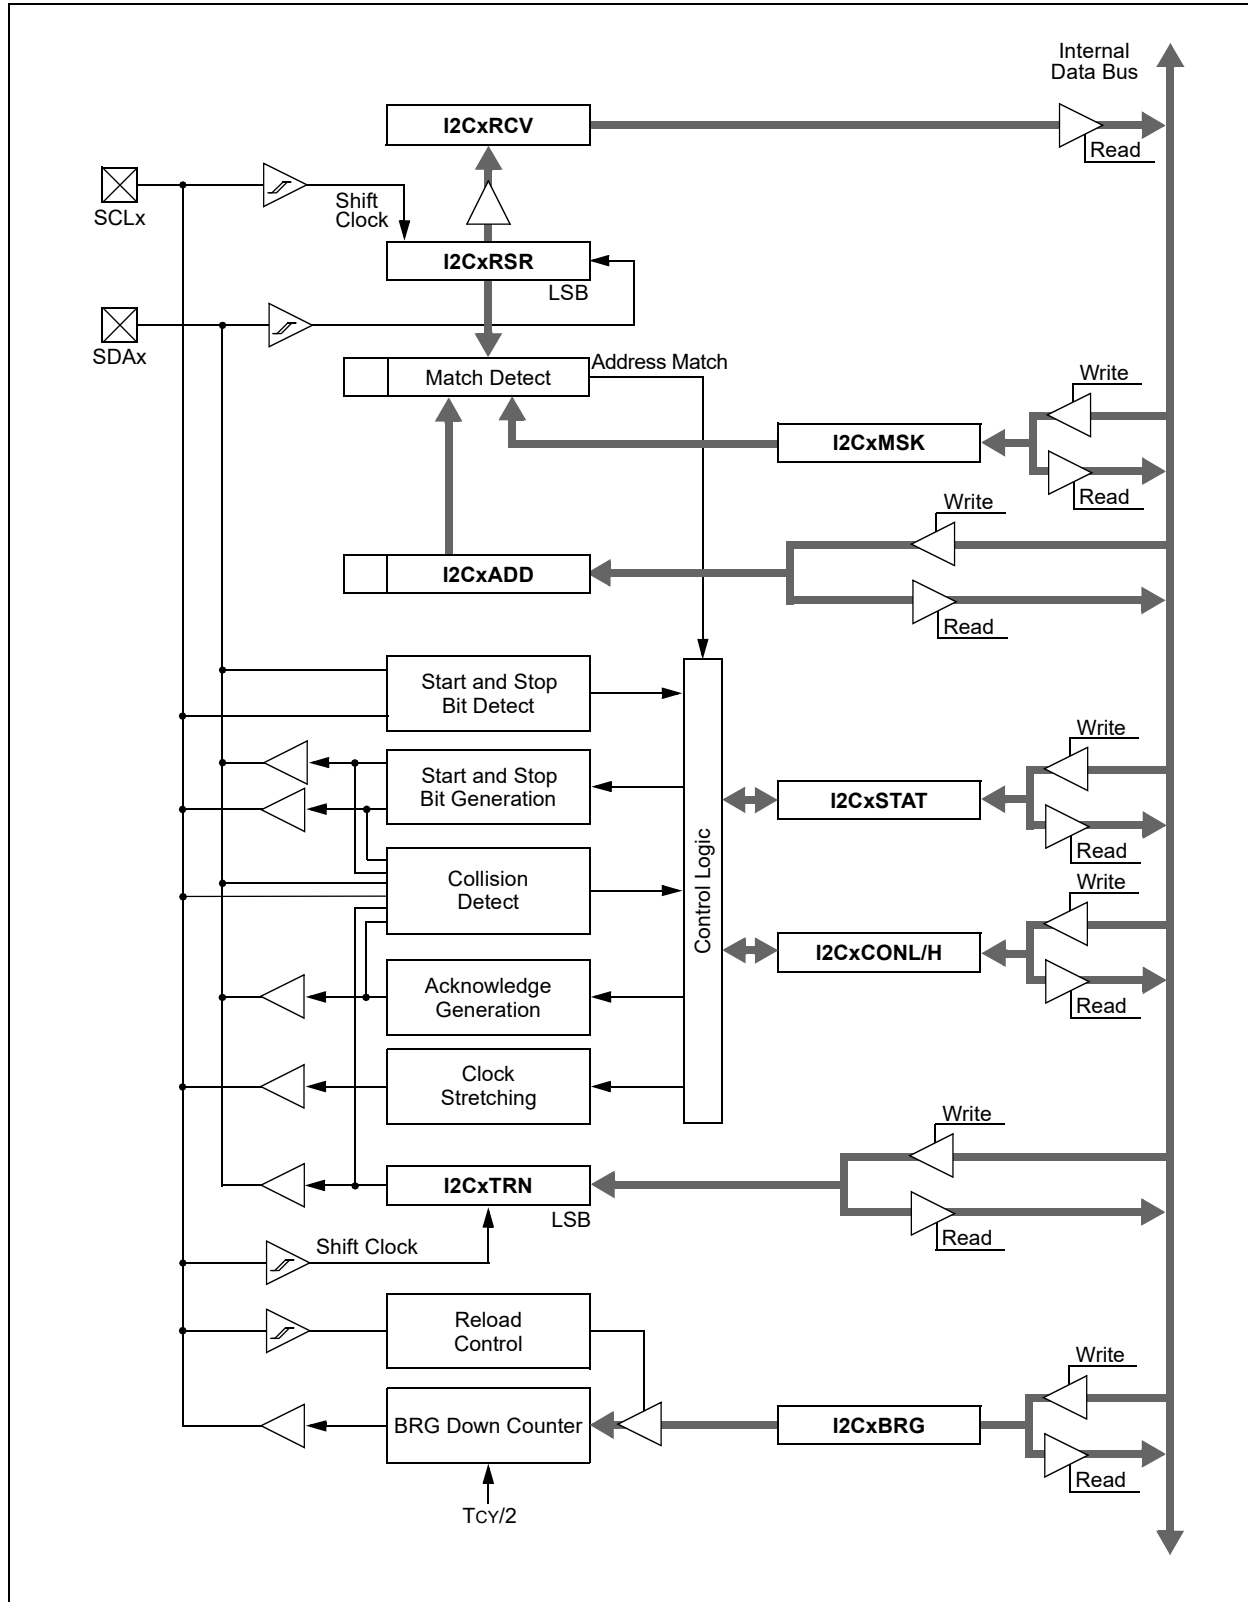 Internal
Data Bus
I2CxRCV
Read
SCLx
Shift
Clock
I2CxRSR
LSB
SDAx
Address Match
Match Detect
Write
I2CxMSK
Read
Write
I2CxADD
Read
Start and Stop
Bit Detect
Write
Start and Stop
Bit Generation
I2CxSTAT
Read
Control Logic
Collision
Detect
Write
I2CxCONL/H
Read
Acknowledge
Generation
Clock
Stretching
Write
I2CxTRN
LSB
Read
Shift Clock
Reload
Control
Write
BRG Down Counter
I2CxBRG
Read
TCY/2